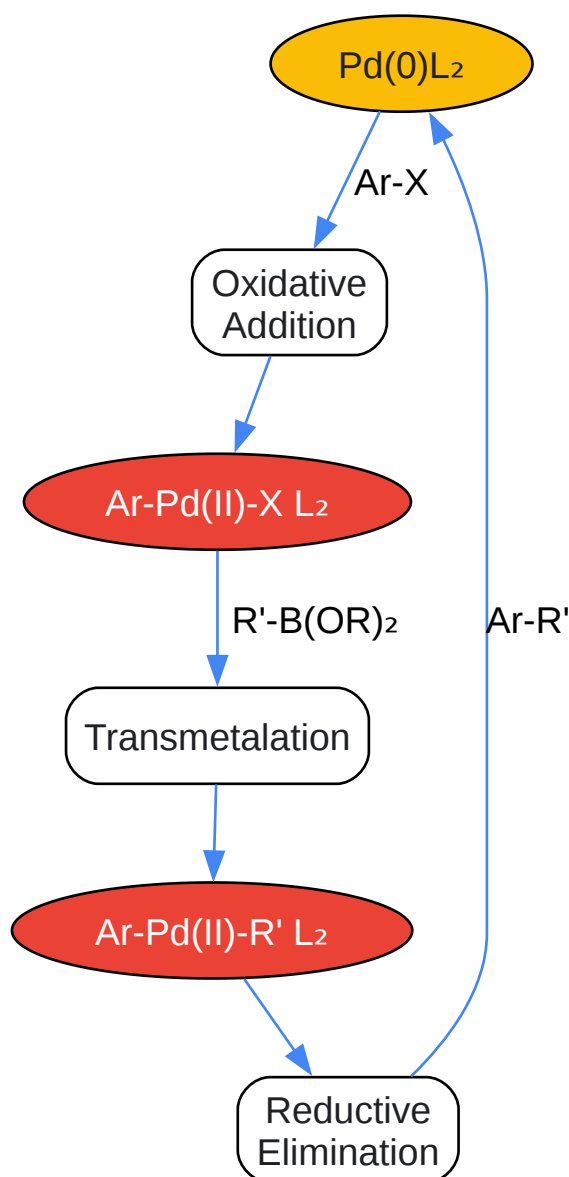 Pd(0)L₂
Ar-X
Oxidative
Addition
Ar-Pd(II)-X L₂
R'-B(OR)₂
Ar-R'
Transmetalation
Ar-Pd(II)-R' L₂
Reductive
Elimination